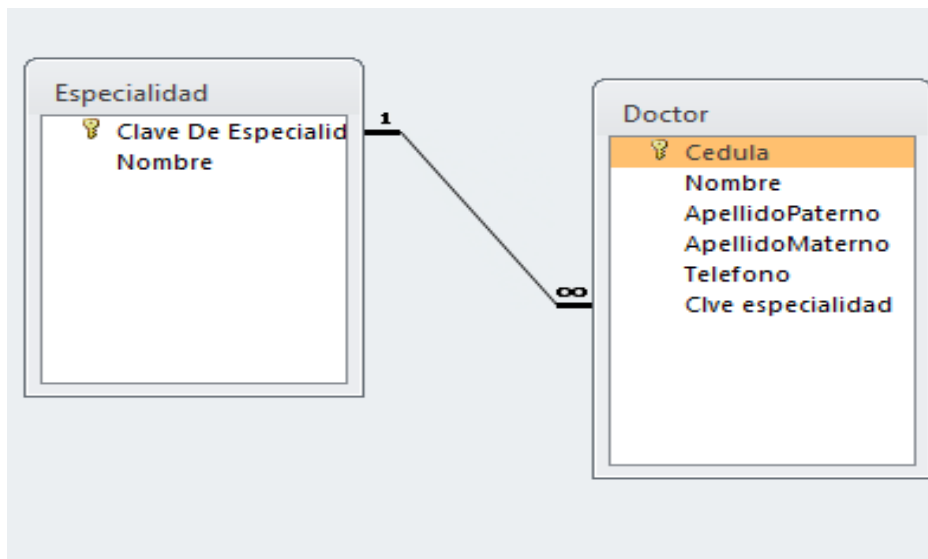 Especialidad
Clave De Especialid
Nombre
1
∞
Doctor
Cedula
Nombre
ApellidoPaterno
ApellidoMaterno
Telefono
Clve especialidad